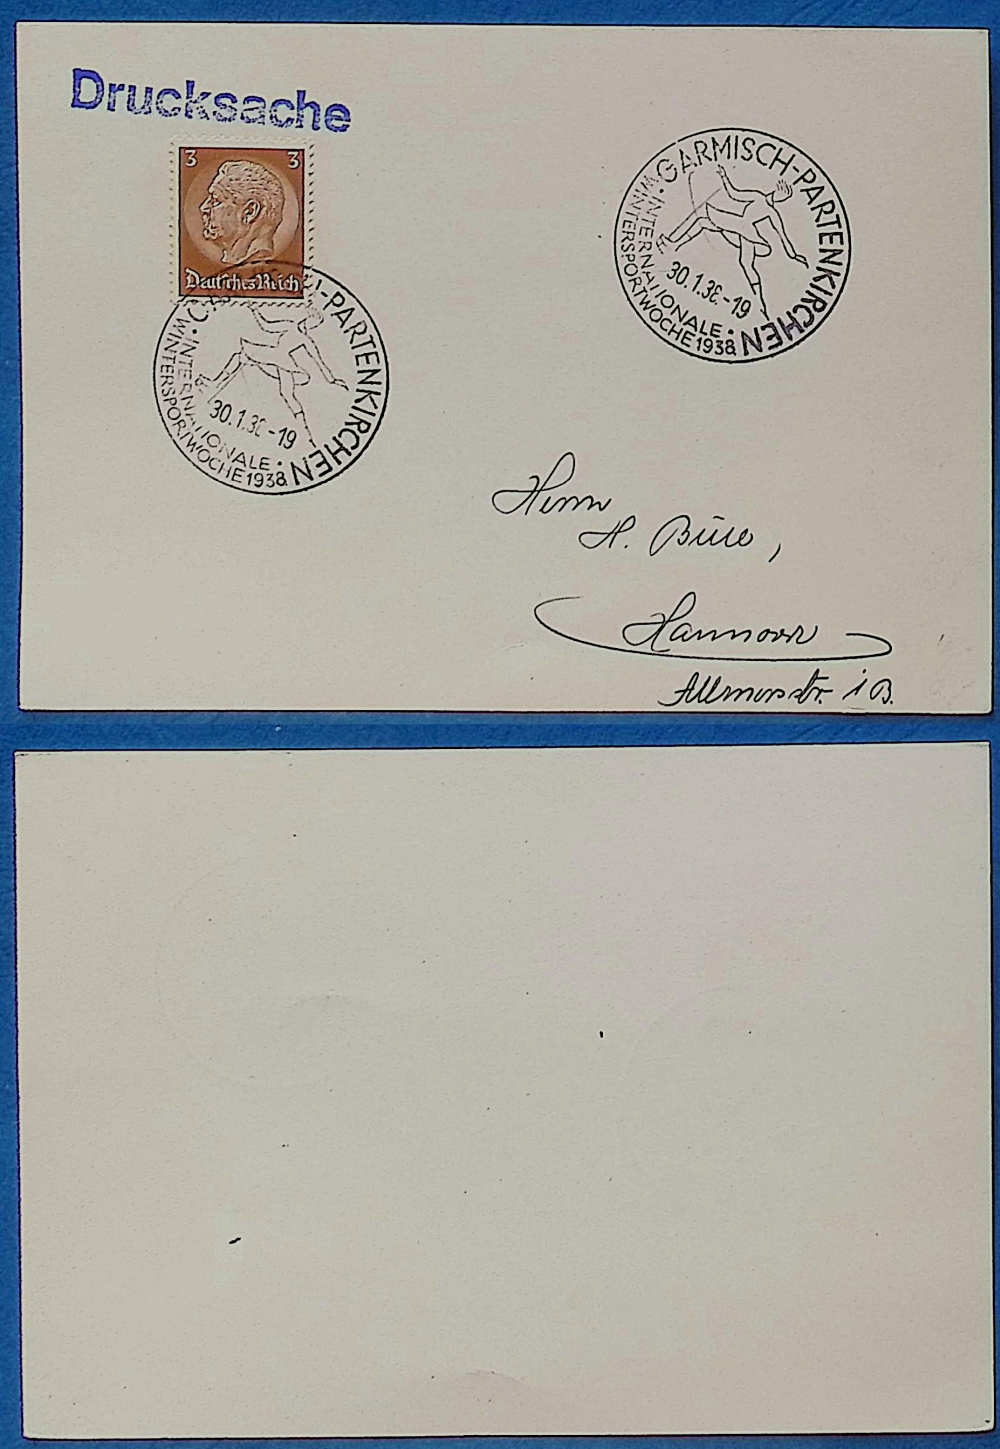 Drucksache
3 3
Deutsches Reich
-PARTENKIRCHEN
• INTERNATIONALE •
WINTERSPORTWOCHE 1938
30.1.38-19
GARMISCH-PARTENKIRCHEN
• INTERNATIONALE •
WINTERSPORTWOCHE 1938
30.1.38-19
Herrn
H.
Hannover
i B.